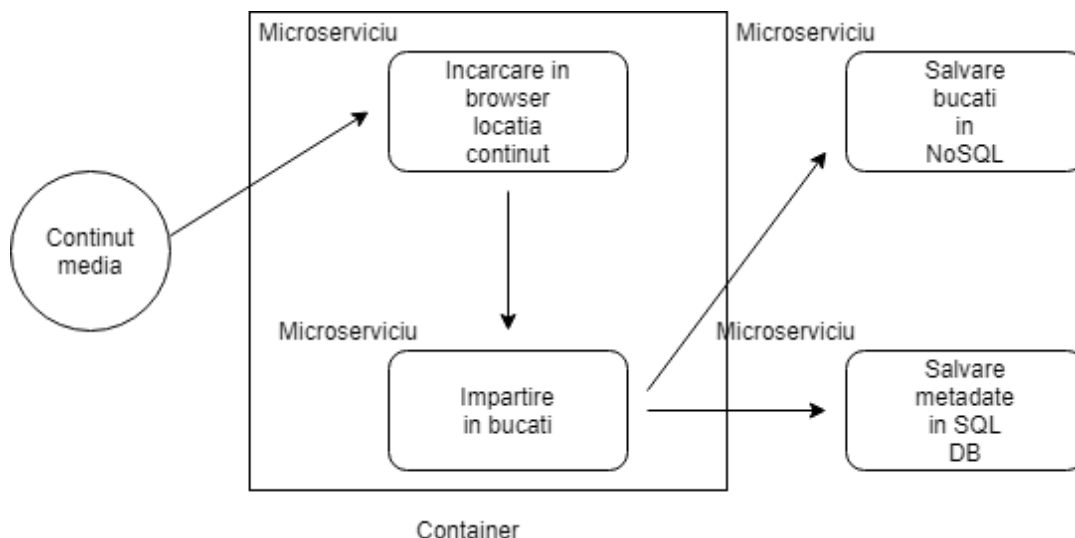 Microserviciu
Incarcare in
browser
locatia
continut
Microserviciu
Salvare
bucati
in
NoSQL
Continut
media
Microserviciu
Impartire
in bucati
Microserviciu
Salvare
metadate
in SQL
DB
Container